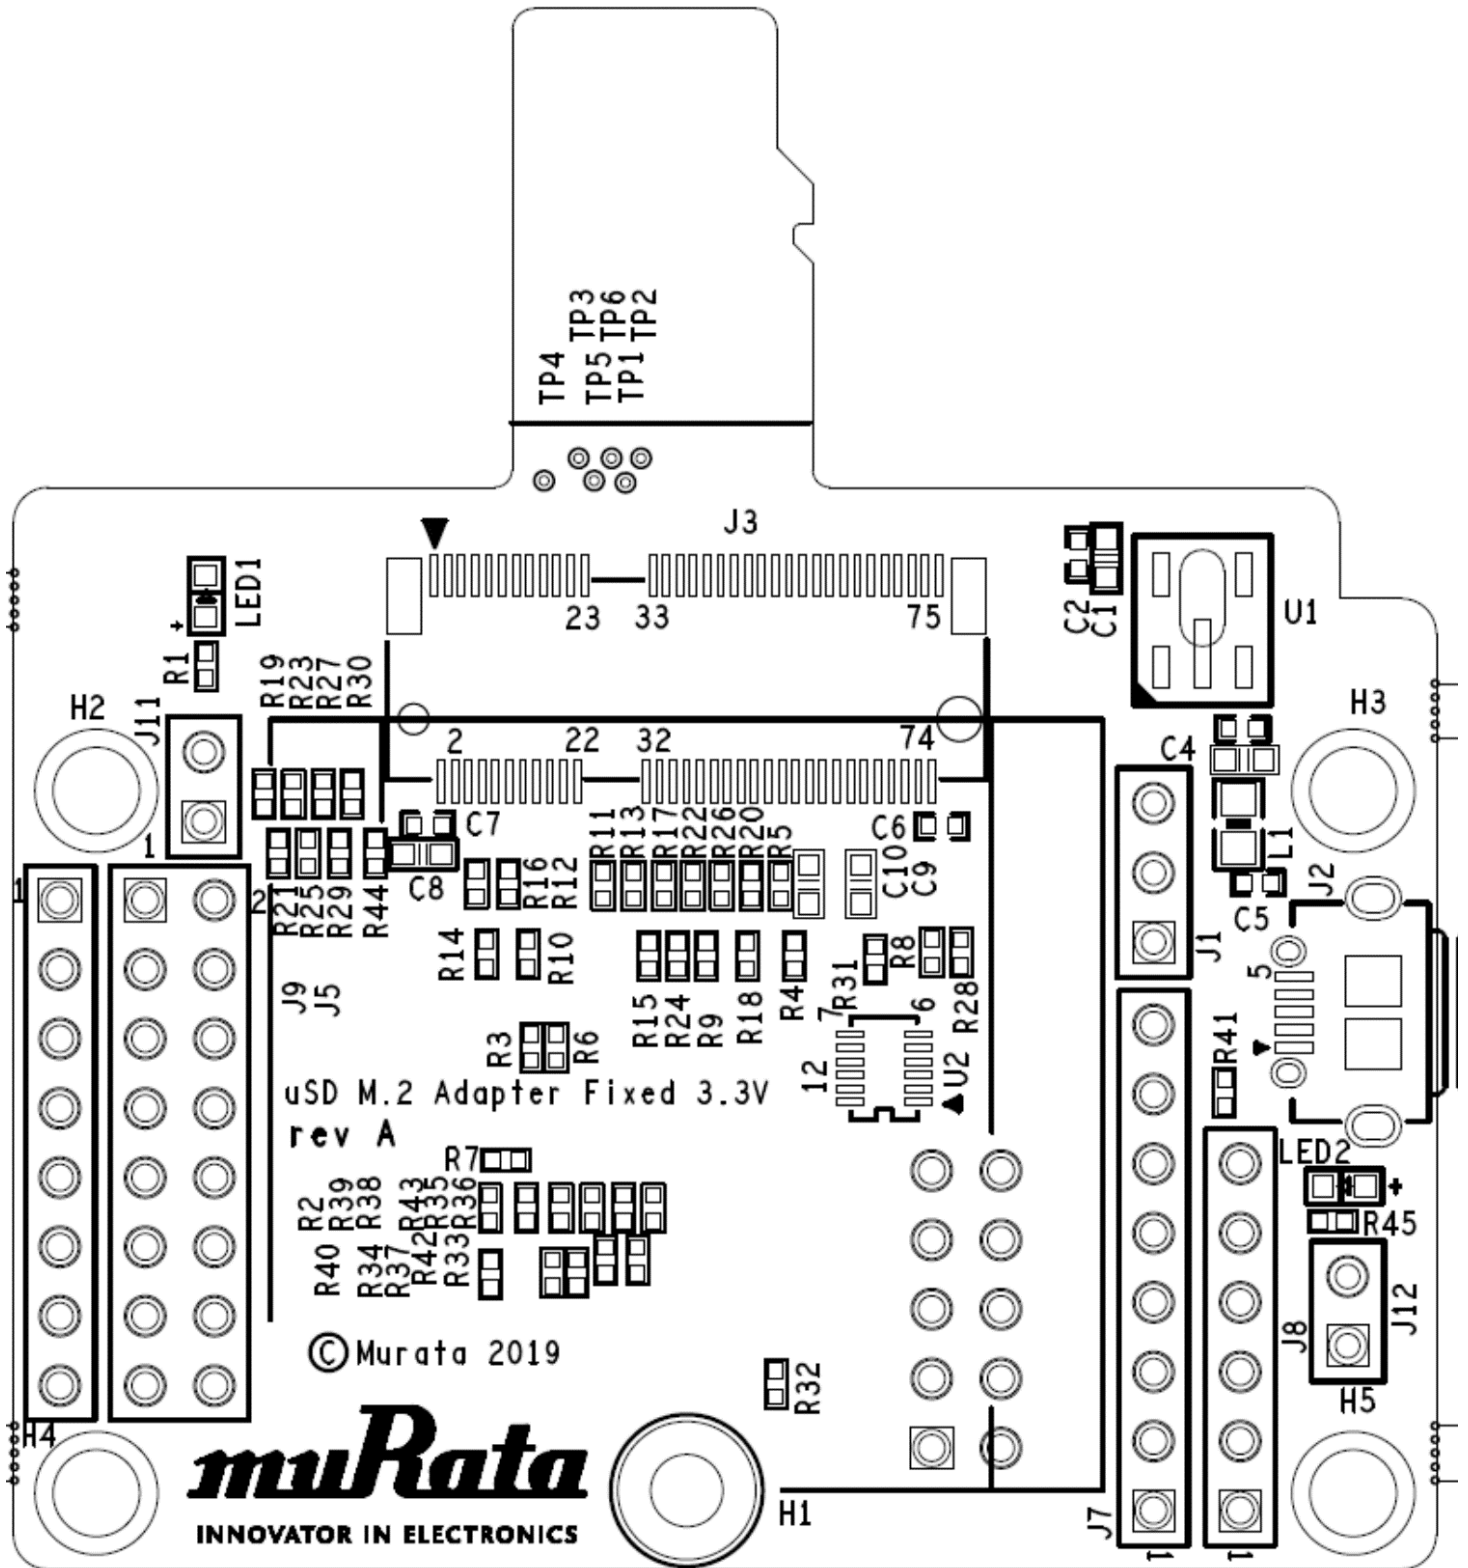 TP4
TP3
TP5
TP6
TP1
TP2
J3
LED1
+
23
33
75
C2
C1
U1
R1
R19
R23
R27
R30
H2
J11
2
22
32
74
C4
H3
1
C7
C8
R16
R12
R11
R13
R17
R22
R26
R20
R5
C6
C10
C9
L1
J2
C5
1
2
R21
R25
R29
R44
R14
R10
J1
5
J9
J5
R15
R24
R9
R18
R4
R31
R8
R28
7
6
R3
R6
12
U2
R41
uSD M.2 Adapter Fixed 3.3V
rev A
R7
LED2
+
R2
R39
R38
R43
R35
R36
R45
R40
R34
R37
R42
R33
J8
J12
©Murata 2019
R32
H5
H4
muRata
INNOVATOR IN ELECTRONICS
H1
J7
1
1